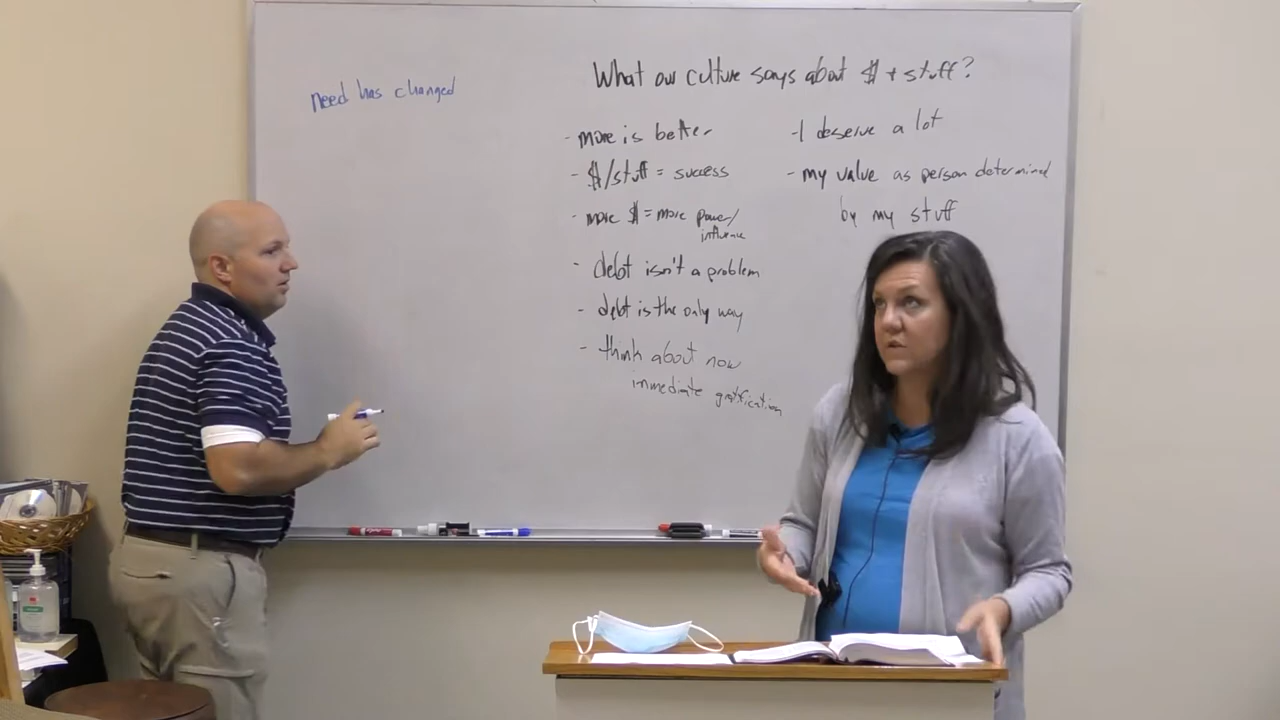 need has changed
What our culture says about $ + stuff?
- more is better
- $/stuff = success
- more $ = more power/
influence
- debt isn't a problem
- debt is the only way
- think about now
immediate gratification
- I deserve a lot
- my value as person determined
by my stuff